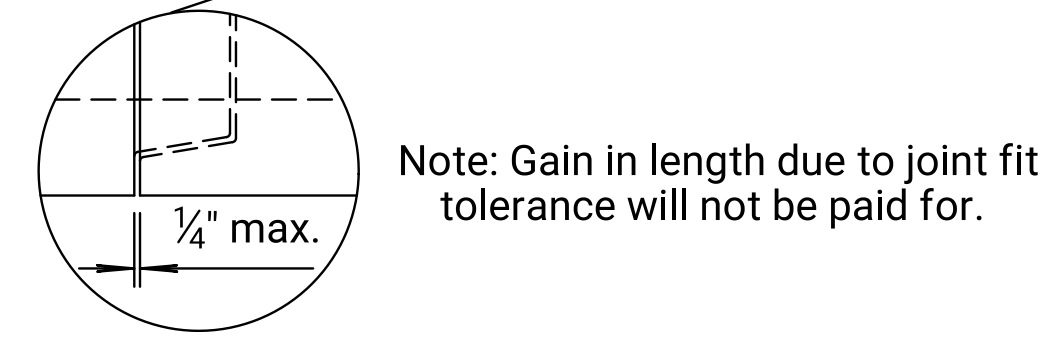 Note: Gain in length due to joint fit
tolerance will not be paid for.
¼" max.